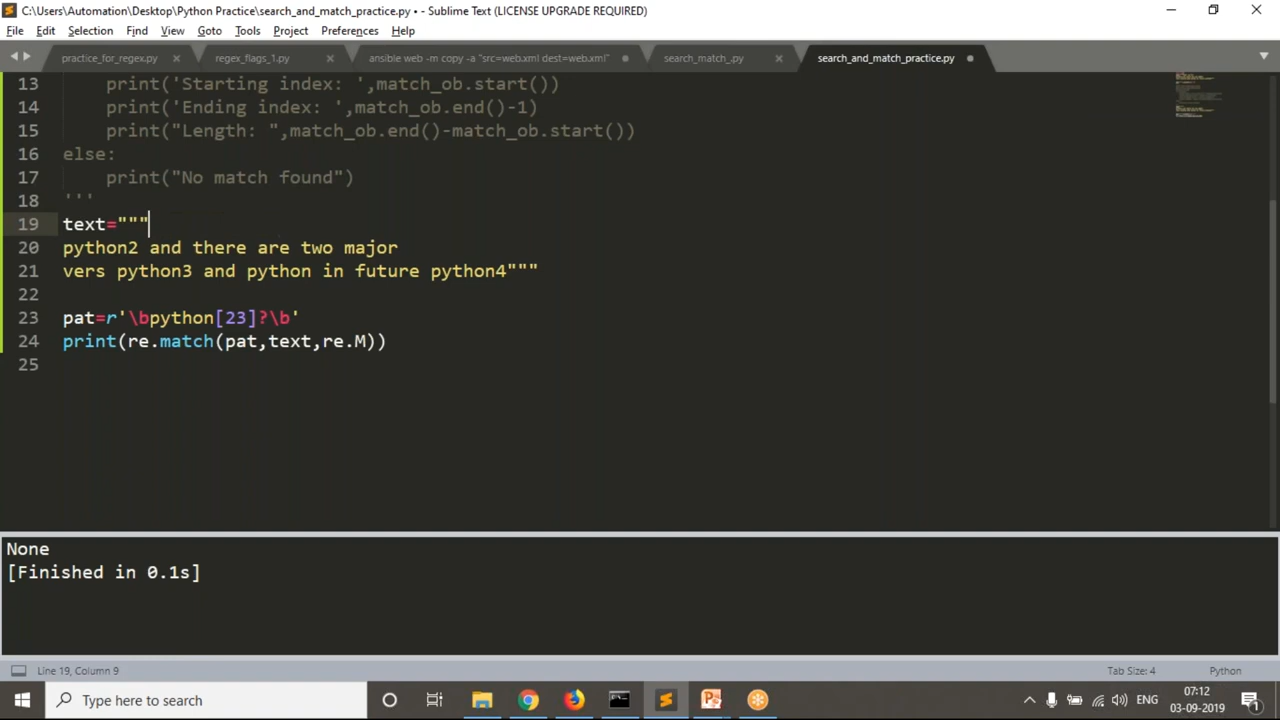 C:\Users\Automation\Desktop\Python Practice\search_and_match_practice.py • - Sublime Text (LICENSE UPGRADE REQUIRED)
File Edit Selection Find View Goto Tools Project Preferences Help
practice_for_regex.py regex_flags_1.py ansible web -m copy -a "src=web.xml dest=web.xml" search_match_.py search_and_match_practice.py
13 print('Starting index: ',match_ob.start())
14 print('Ending index: ',match_ob.end()-1)
15 print("Length: ",match_ob.end()-match_ob.start())
16 else:
17 print("No match found")
18 '''
19 text="""
20 python2 and there are two major
21 vers python3 and python in future python4"""
22
23 pat=r'\bpython[23]?\b'
24 print(re.match(pat,text,re.M))
25
None
[Finished in 0.1s]
Line 19, Column 9 Tab Size: 4 Python
Type here to search
ENG
07:12
03-09-2019
1